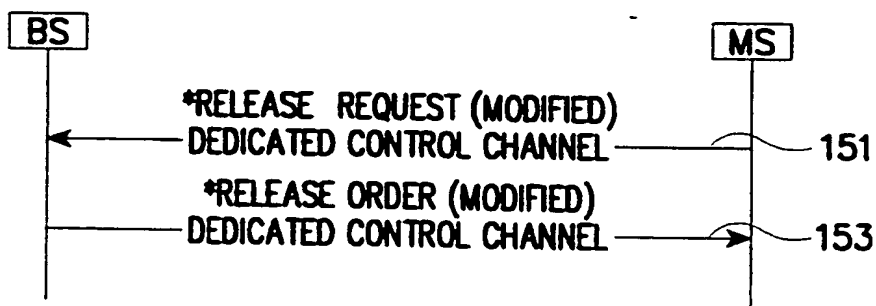 BS
MS
*RELEASE REQUEST (MODIFIED)
DEDICATED CONTROL CHANNEL 151
*RELEASE ORDER (MODIFIED)
DEDICATED CONTROL CHANNEL 153